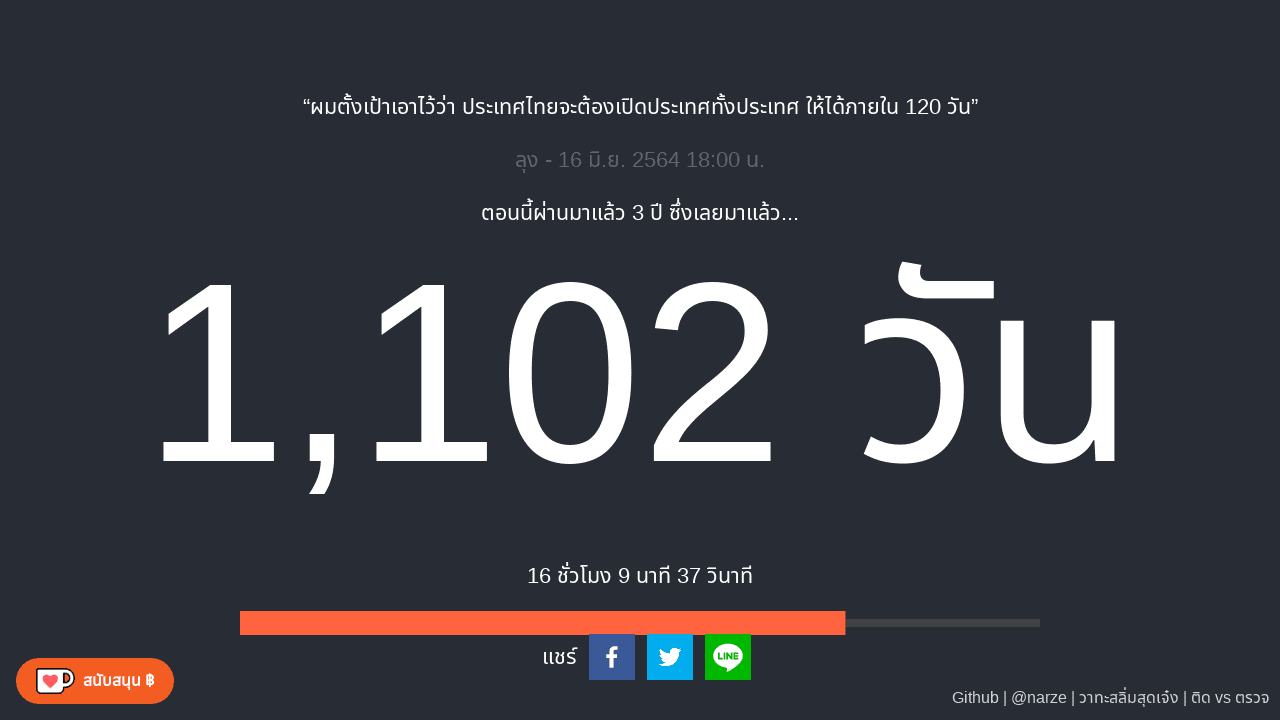 “ผมตั้งเป้าเอาไว้ว่า ประเทศไทยจะต้องเปิดประเทศทั้งประเทศ ให้ได้ภายใน 120 วัน”
ลุง - 16 มิ.ย. 2564 18:00 น.
ตอนนี้ผ่านมาแล้ว 3 ปี ซึ่งเลยมาแล้ว...
1,102 วัน
16 ชั่วโมง 9 นาที 37 วินาที
แชร์
LINE
สนับสนุน ฿
Github | @narze | วาทะสลิ่มสุดเจ๋ง | ติด vs ตรวจ